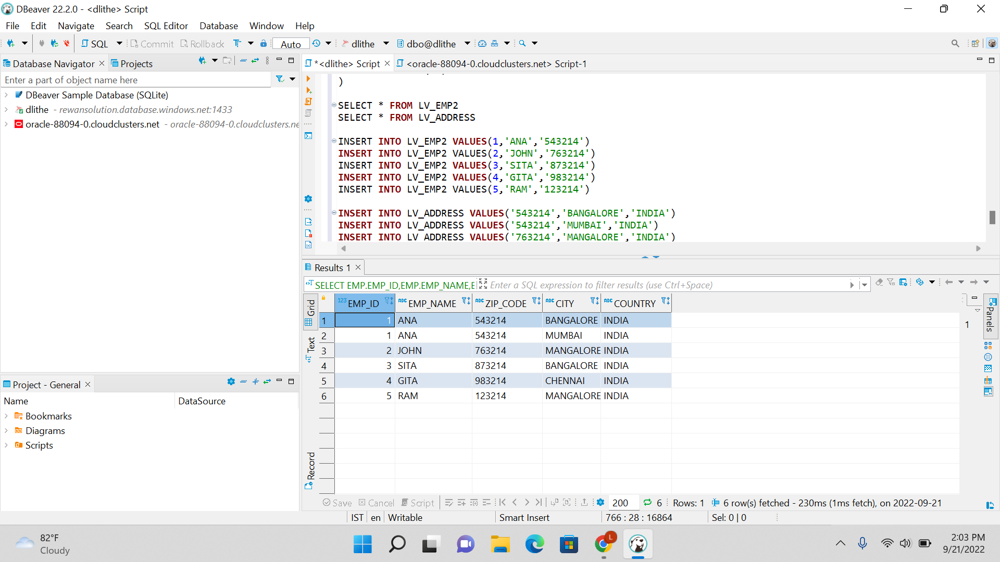 DBeaver 22.2.0 - <dlithe> Script
File Edit Navigate Search SQL Editor Database Window Help
SQL Commit Rollback Auto dlithe dbo@dlithe
Database Navigator Projects
Enter a part of object name here
DBeaver Sample Database (SQLite)
dlithe - rewansolution.database.windows.net:1433
oracle-88094-0.cloudclusters.net - oracle-88094-0.cloudclusters.ne
*<dlithe> Script <oracle-88094-0.cloudclusters.net> Script-1
)
SELECT * FROM LV_EMP2
SELECT * FROM LV_ADDRESS
INSERT INTO LV_EMP2 VALUES(1,'ANA','543214')
INSERT INTO LV_EMP2 VALUES(2,'JOHN','763214')
INSERT INTO LV_EMP2 VALUES(3,'SITA','873214')
INSERT INTO LV_EMP2 VALUES(4,'GITA','983214')
INSERT INTO LV_EMP2 VALUES(5,'RAM','123214')
INSERT INTO LV_ADDRESS VALUES('543214','BANGALORE','INDIA')
INSERT INTO LV_ADDRESS VALUES('543214','MUMBAI','INDIA')
INSERT INTO LV_ADDRESS VALUES('763214','MANGALORE','INDIA')
Results 1
SELECT EMP.EMP_ID,EMP.EMP_NAME,E Enter a SQL expression to filter results (use Ctrl+Space)
Grid
Text
Record
123 EMP_ID ABC EMP_NAME ABC ZIP_CODE ABC CITY ABC COUNTRY
1 1 ANA 543214 BANGALORE INDIA
2 1 ANA 543214 MUMBAI INDIA
3 2 JOHN 763214 MANGALORE INDIA
4 3 SITA 873214 BANGALORE INDIA
5 4 GITA 983214 CHENNAI INDIA
6 5 RAM 123214 MANGALORE INDIA
1
Panels
Project - General
Name DataSource
Bookmarks
Diagrams
Scripts
Save Cancel Script 200 6 Rows: 1 6 row(s) fetched - 230ms (1ms fetch), on 2022-09-21
IST en Writable Smart Insert 766 : 28 : 16864 Sel: 0 | 0
82°F
Cloudy
L
2:03 PM
9/21/2022